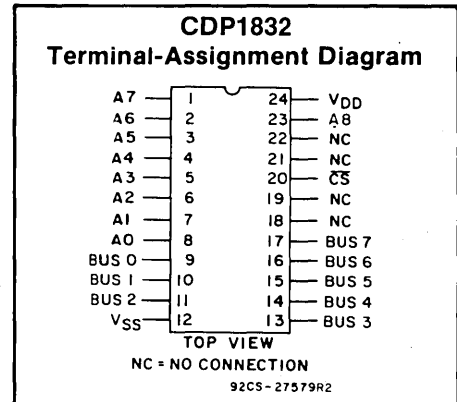 CDP1832
Terminal-Assignment Diagram
A7 1 24 VDD
A6 2 23 A8
A5 3 22 NC
A4 4 21 NC
A3 5 20 C̅S̅
A2 6 19 NC
A1 7 18 NC
A0 8 17 BUS 7
BUS 0 9 16 BUS 6
BUS 1 10 15 BUS 5
BUS 2 11 14 BUS 4
VSS 12 13 BUS 3
TOP VIEW
NC = NO CONNECTION
92CS-27579R2